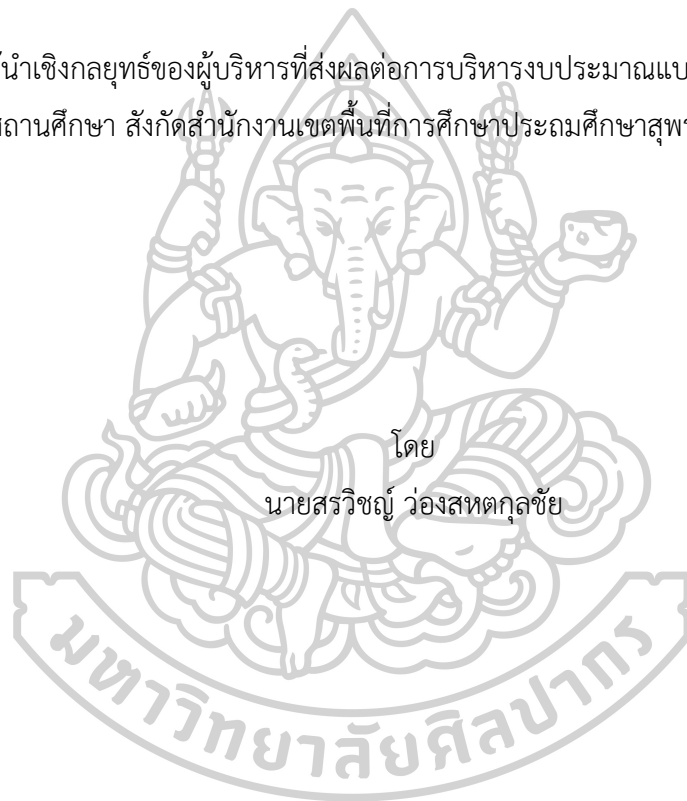 นำเชิงกลยุทธ์ของผู้บริหารที่ส่งผลต่อการบริหารงบประมาณแบ
สถานศึกษา สังกัดสำนักงานเขตพื้นที่การศึกษาประถมศึกษาสุพร
โดย
นายสรวิชญ์ ว่องสหตกุลชัย
มหาวิทยาลัยศิลปากร